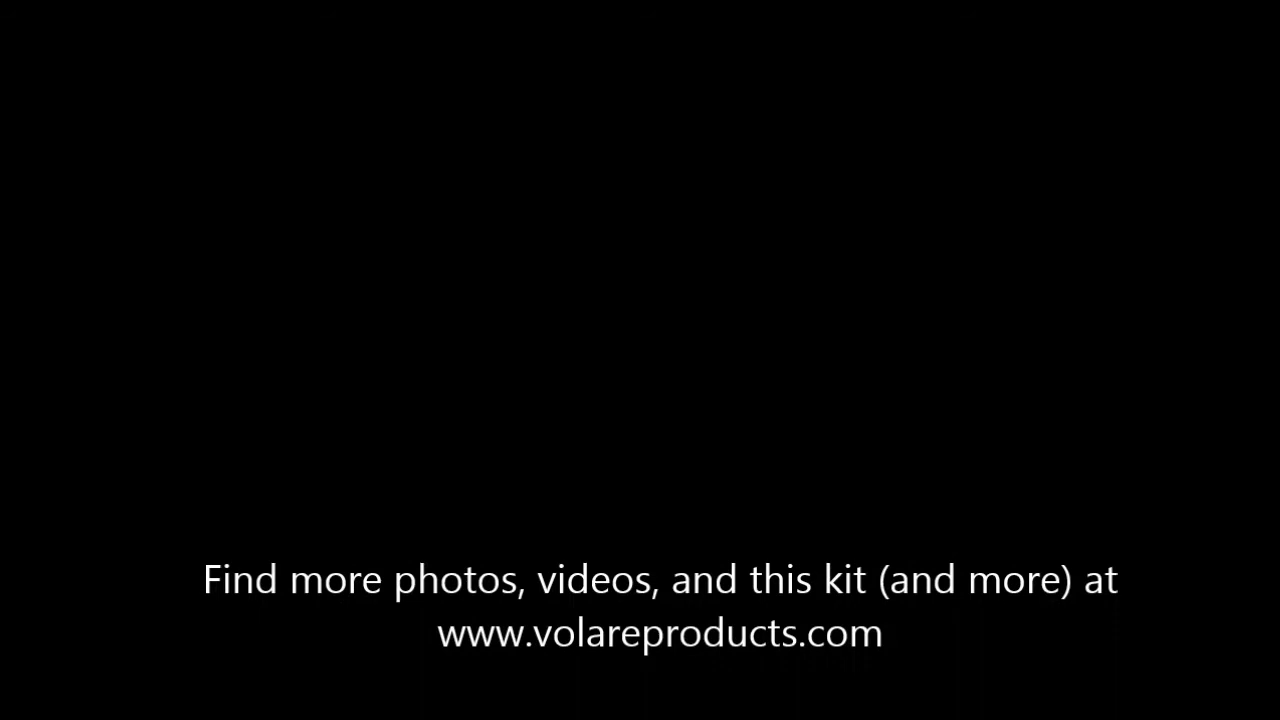 Find more photos, videos, and this kit (and more) at
www.volareproducts.com